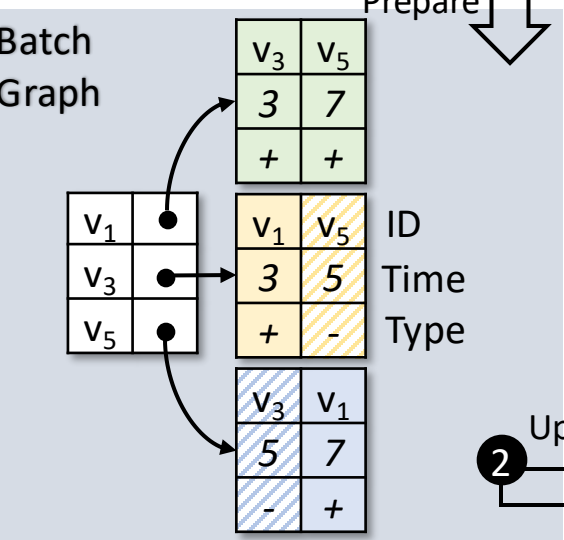 Prepare
Batch
Graph
v₃ v₅
3 7
+ +
v₁
v₃
v₅
v₁ v₅ ID
3 5 Time
+ - Type
v₃ v₁
5 7
- +
2